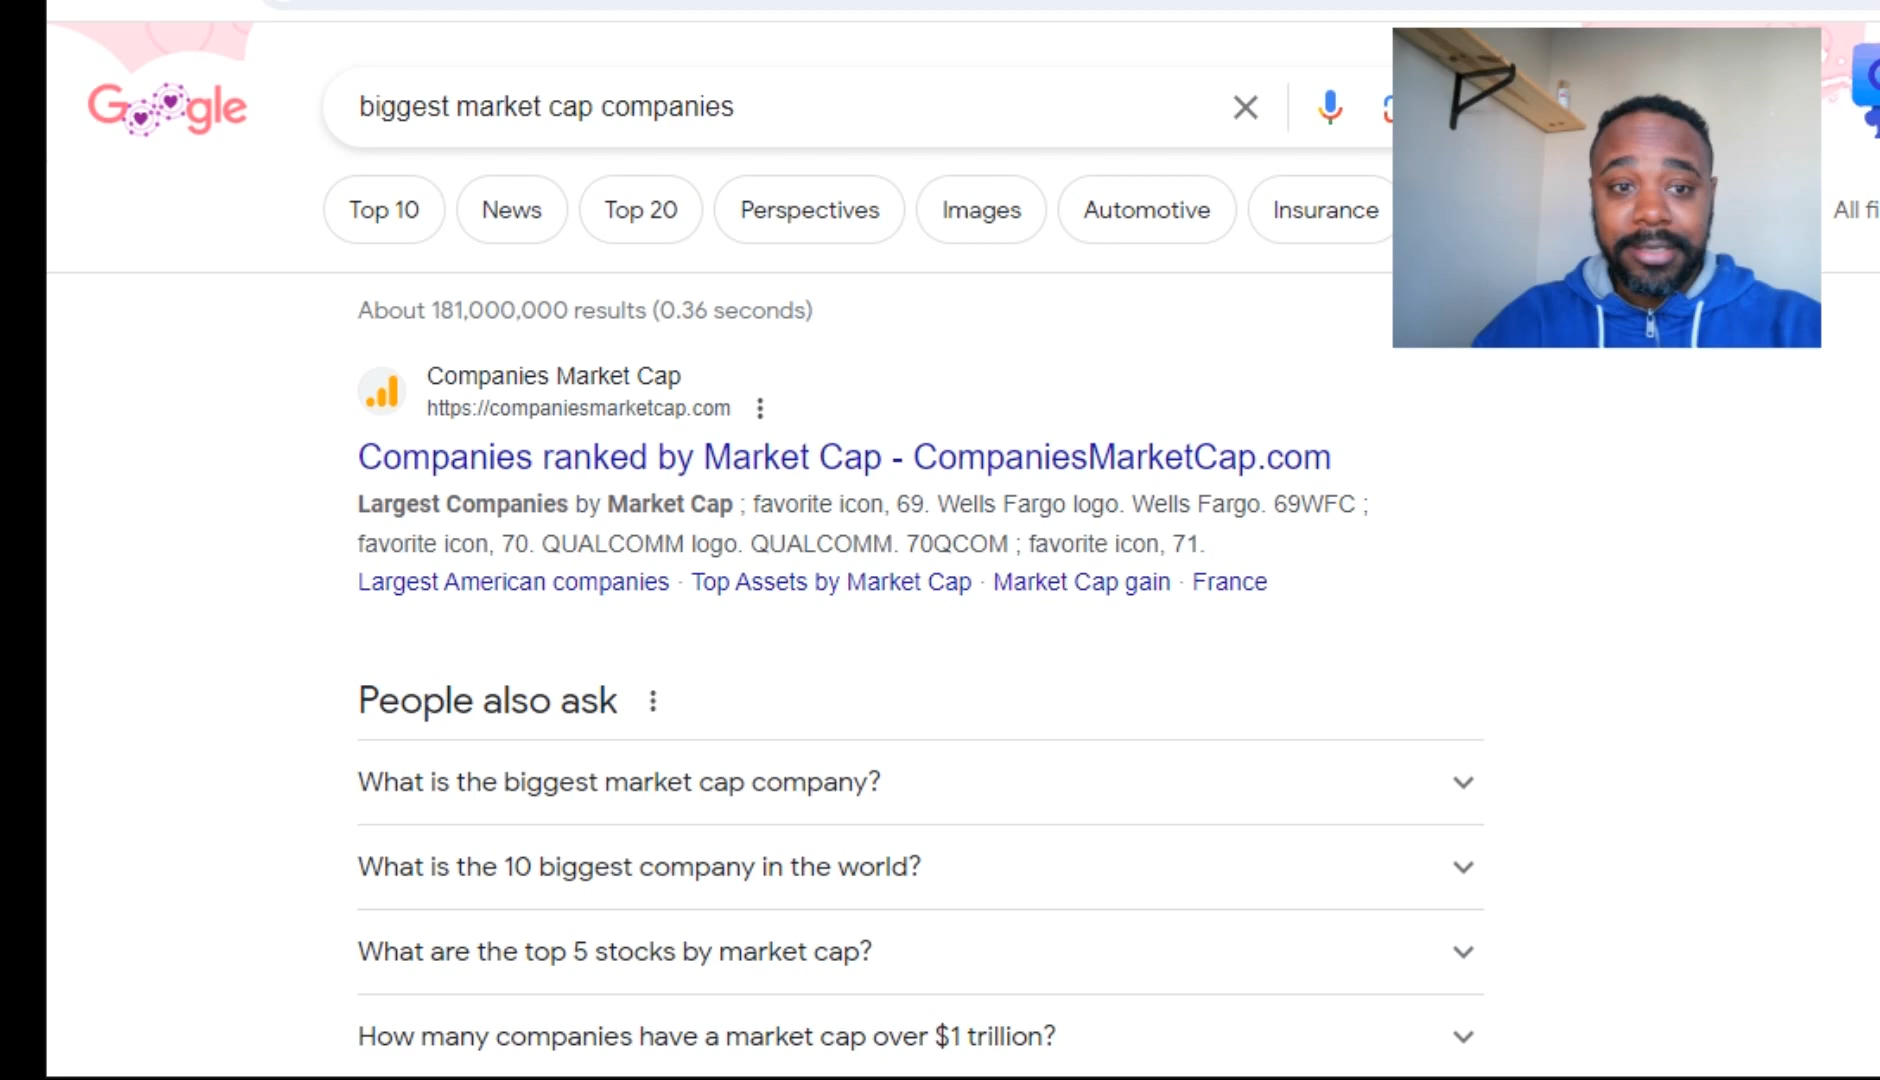 Google
biggest market cap companies
Top 10
News
Top 20
Perspectives
Images
Automotive
Insurance
All fi
About 181,000,000 results (0.36 seconds)
Companies Market Cap
https://companiesmarketcap.com
Companies ranked by Market Cap - CompaniesMarketCap.com
Largest Companies by Market Cap ; favorite icon, 69. Wells Fargo logo. Wells Fargo. 69WFC ;
favorite icon, 70. QUALCOMM logo. QUALCOMM. 70QCOM ; favorite icon, 71.
Largest American companies · Top Assets by Market Cap · Market Cap gain · France
People also ask
What is the biggest market cap company?
What is the 10 biggest company in the world?
What are the top 5 stocks by market cap?
How many companies have a market cap over $1 trillion?